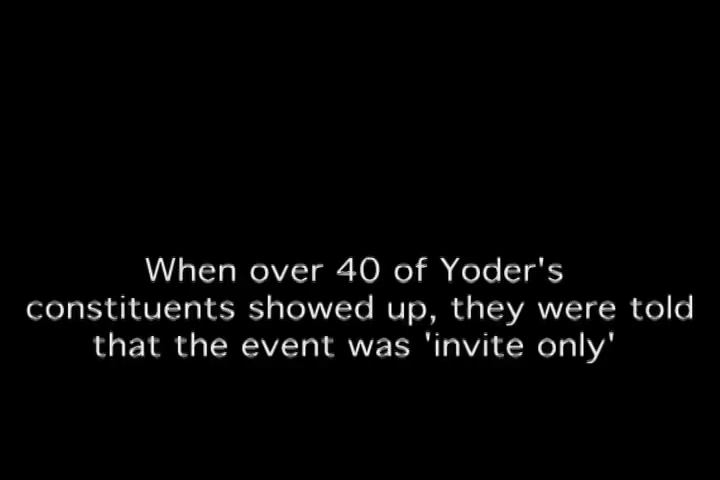 When over 40 of Yoder's
constituents showed up, they were told
that the event was 'invite only'